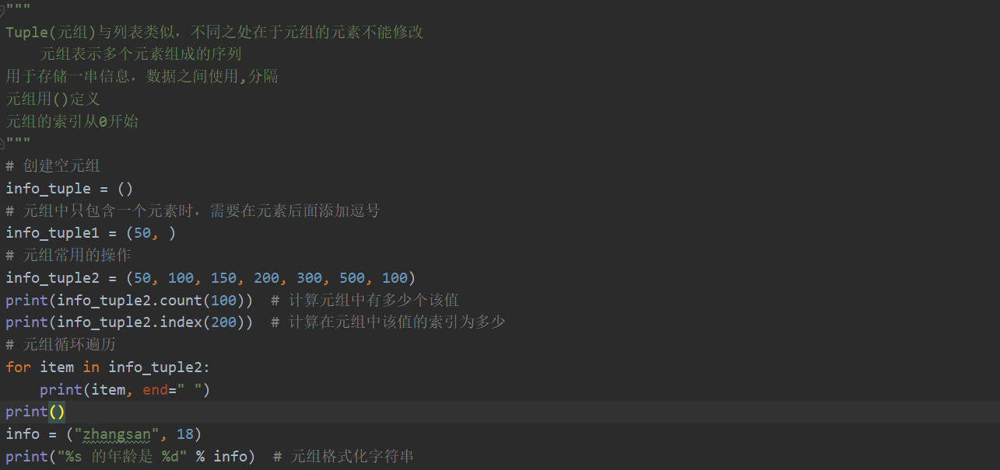 """
Tuple(元组)与列表类似，不同之处在于元组的元素不能修改
    元组表示多个元素组成的序列
用于存储一串信息，数据之间使用,分隔
元组用()定义
元组的索引从0开始
"""
# 创建空元组
info_tuple = ()
# 元组中只包含一个元素时，需要在元素后面添加逗号
info_tuple1 = (50, )
# 元组常用的操作
info_tuple2 = (50, 100, 150, 200, 300, 500, 100)
print(info_tuple2.count(100))  # 计算元组中有多少个该值
print(info_tuple2.index(200))  # 计算在元组中该值的索引为多少
# 元组循环遍历
for item in info_tuple2:
    print(item, end=" ")
print()
info = ("zhangsan", 18)
print("%s 的年龄是 %d" % info)  # 元组格式化字符串